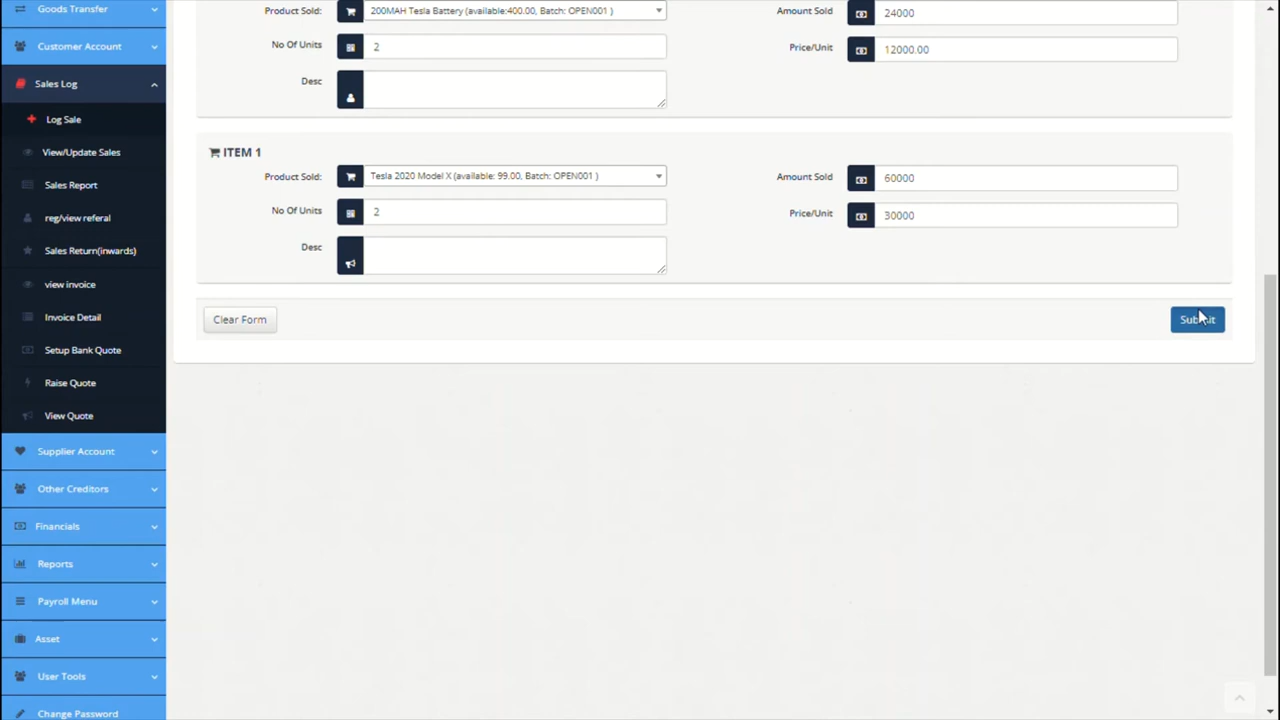 Goods Transfer
Customer Account
Sales Log
Log Sale
View/Update Sales
Sales Report
reg/view referal
Sales Return(inwards)
view invoice
Invoice Detail
Setup Bank Quote
Raise Quote
View Quote
Supplier Account
Other Creditors
Financials
Reports
Payroll Menu
Asset
User Tools
Change Password
Product Sold: 200MAH Tesla Battery (available:400.00, Batch: OPEN001 ) Amount Sold 24000
No Of Units 2 Price/Unit 12000.00
Desc
ITEM 1
Product Sold: Tesla 2020 Model X (available: 99.00, Batch: OPEN001 ) Amount Sold 60000
No Of Units 2 Price/Unit 30000
Desc
Clear Form Submit